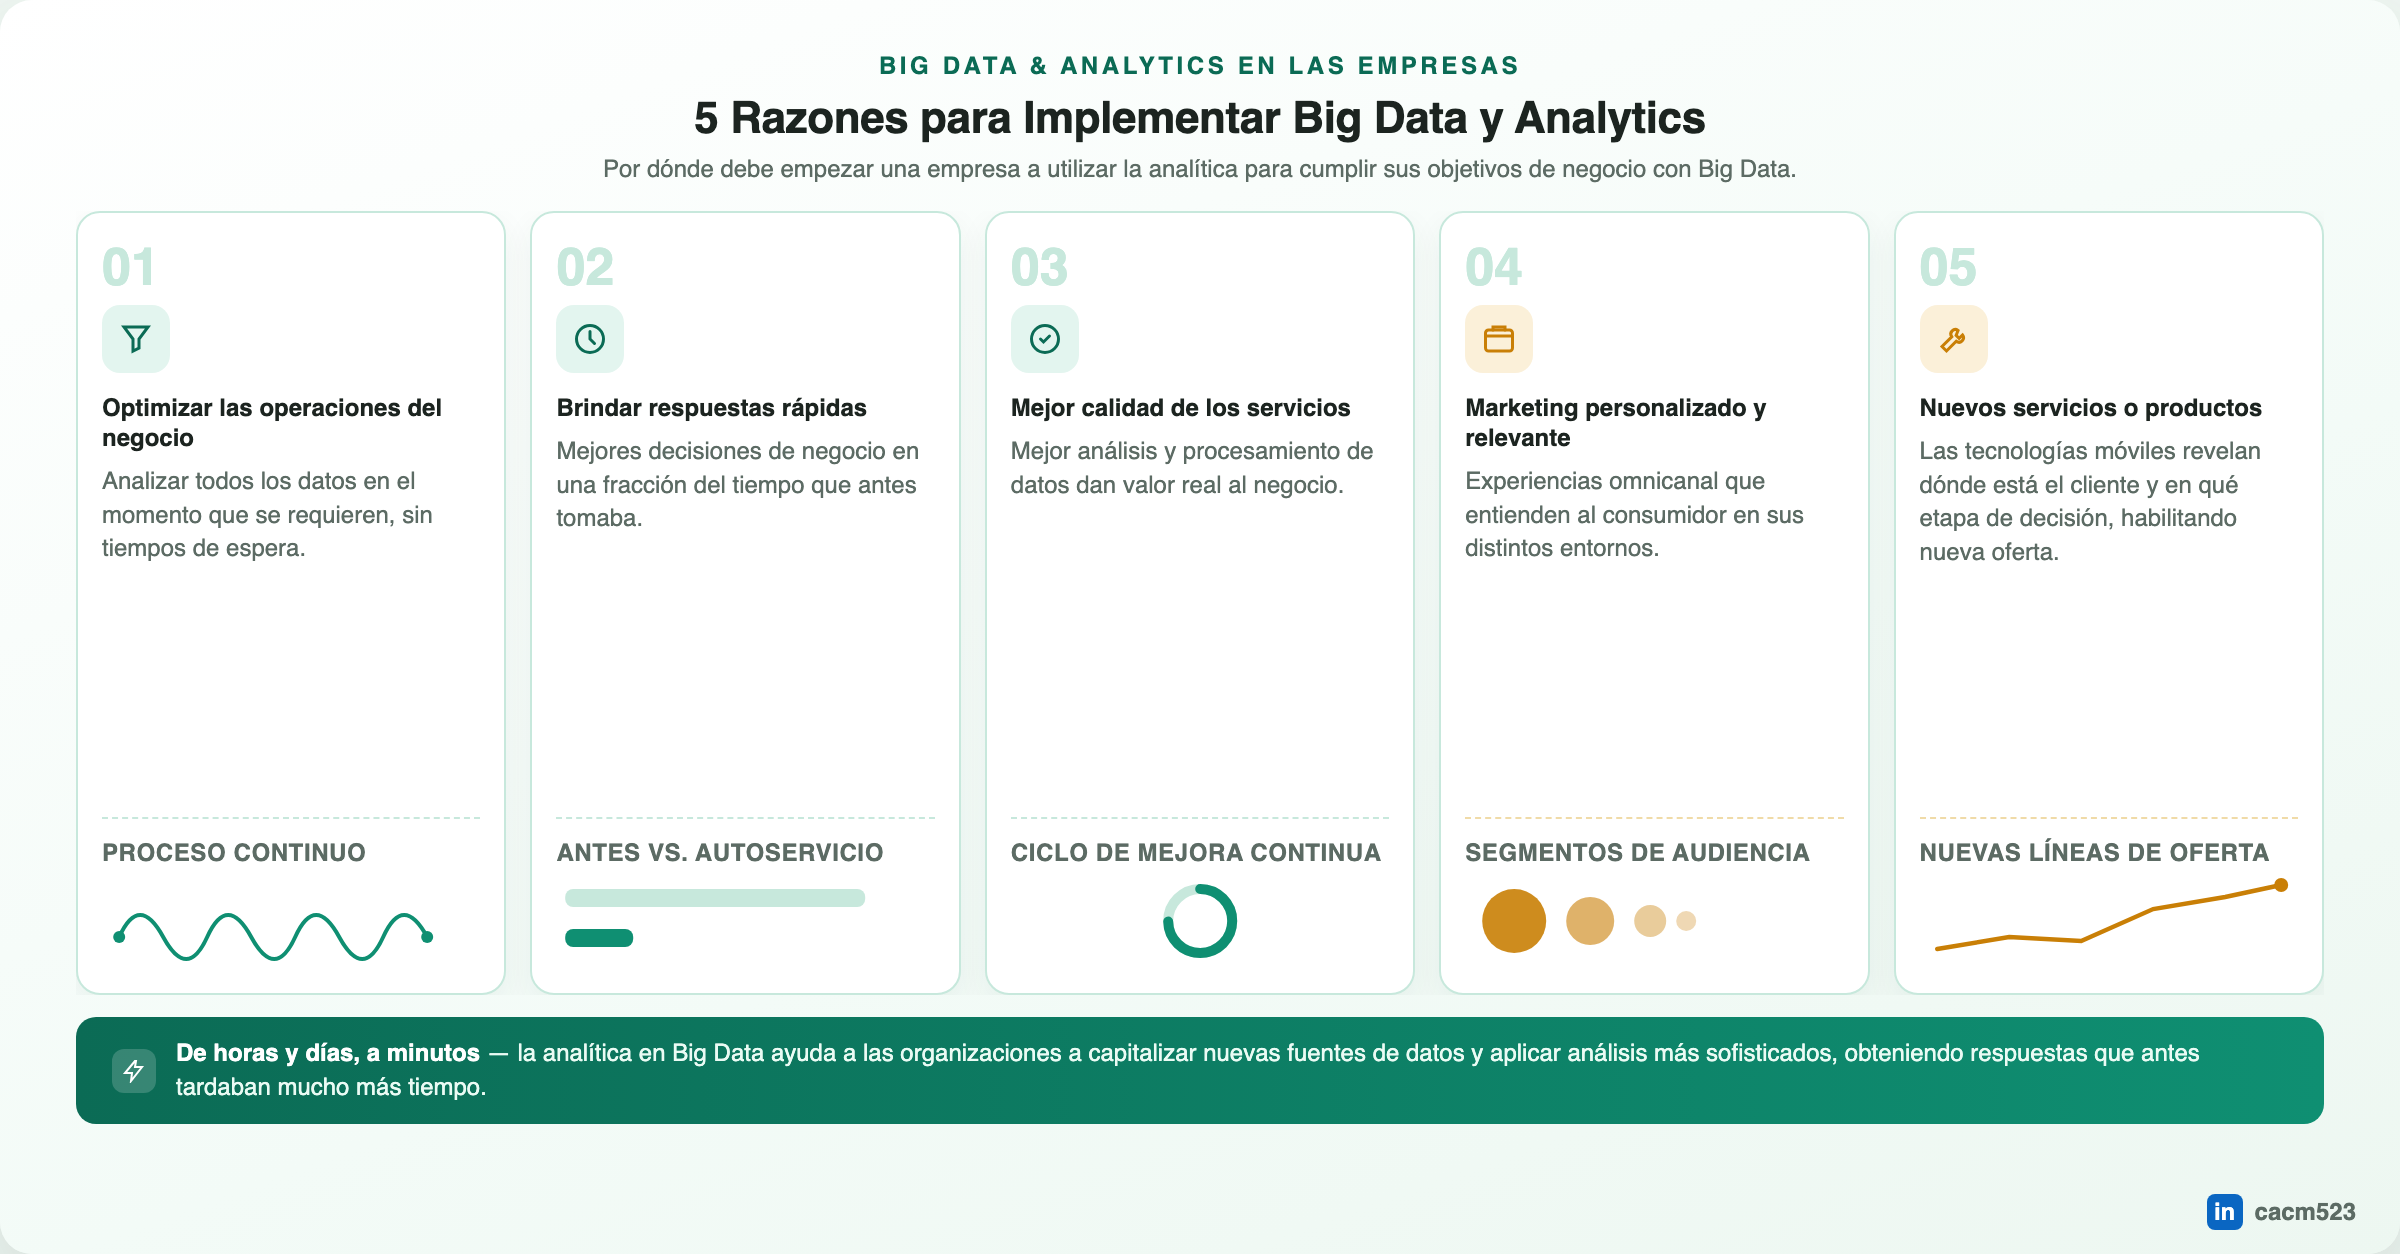 BIG DATA & ANALYTICS EN LAS EMPRESAS
5 Razones para Implementar Big Data y Analytics
Por dónde debe empezar una empresa a utilizar la analítica para cumplir sus objetivos de negocio con Big Data.
01
Optimizar las operaciones del
negocio
Analizar todos los datos en el
momento que se requieren, sin
tiempos de espera.
PROCESO CONTINUO
02
Brindar respuestas rápidas
Mejores decisiones de negocio en
una fracción del tiempo que antes
tomaba.
ANTES VS. AUTOSERVICIO
03
Mejor calidad de los servicios
Mejor análisis y procesamiento de
datos dan valor real al negocio.
CICLO DE MEJORA CONTINUA
04
Marketing personalizado y
relevante
Experiencias omnicanal que
entienden al consumidor en sus
distintos entornos.
SEGMENTOS DE AUDIENCIA
05
Nuevos servicios o productos
Las tecnologías móviles revelan
dónde está el cliente y en qué
etapa de decisión, habilitando
nueva oferta.
NUEVAS LÍNEAS DE OFERTA
De horas y días, a minutos — la analítica en Big Data ayuda a las organizaciones a capitalizar nuevas fuentes de datos y aplicar análisis más sofisticados, obteniendo respuestas que antes
tardaban mucho más tiempo.
in cacm523